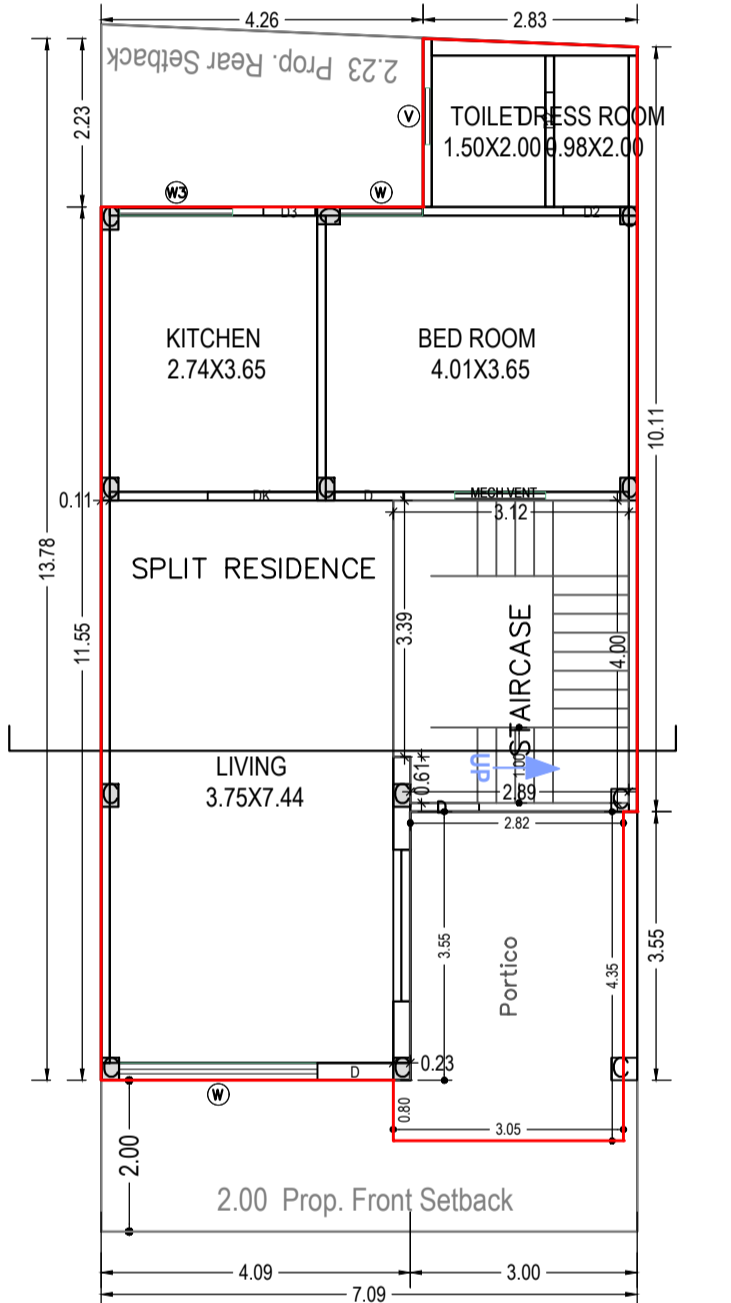 4.26
2.83
2.23 Prop. Rear Setback
2.23
V
TOILET
DRESS ROOM
1.50X2.00
0.98X2.00
W3
W
D3
D2
KITCHEN
2.74X3.65
BED ROOM
4.01X3.65
10.11
0.11
DK
D
MECH VENT
3.12
13.78
11.55
SPLIT RESIDENCE
3.39
STAIRCASE
4.00
LIVING
3.75X7.44
0.61
UP
1.00
2.89
D
2.82
3.55
Portico
4.35
3.55
D
0.23
W
0.80
3.05
2.00
2.00 Prop. Front Setback
4.09
3.00
7.09